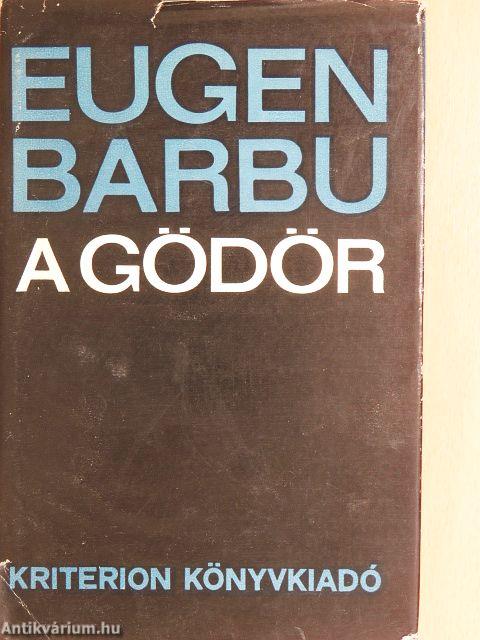 EUGEN
BARBU
A GÖDÖR
KRITERION KÖNYVKIADÓ
Antikvárium.hu